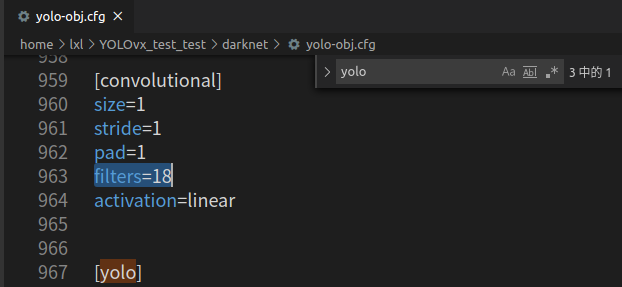 yolo-obj.cfg
home > lxl > YOLOvx_test_test > darknet > yolo-obj.cfg
958
yolo Aa Abl .* 3 中的 1
959 [convolutional]
960 size=1
961 stride=1
962 pad=1
963 filters=18
964 activation=linear
965
966
967 [yolo]